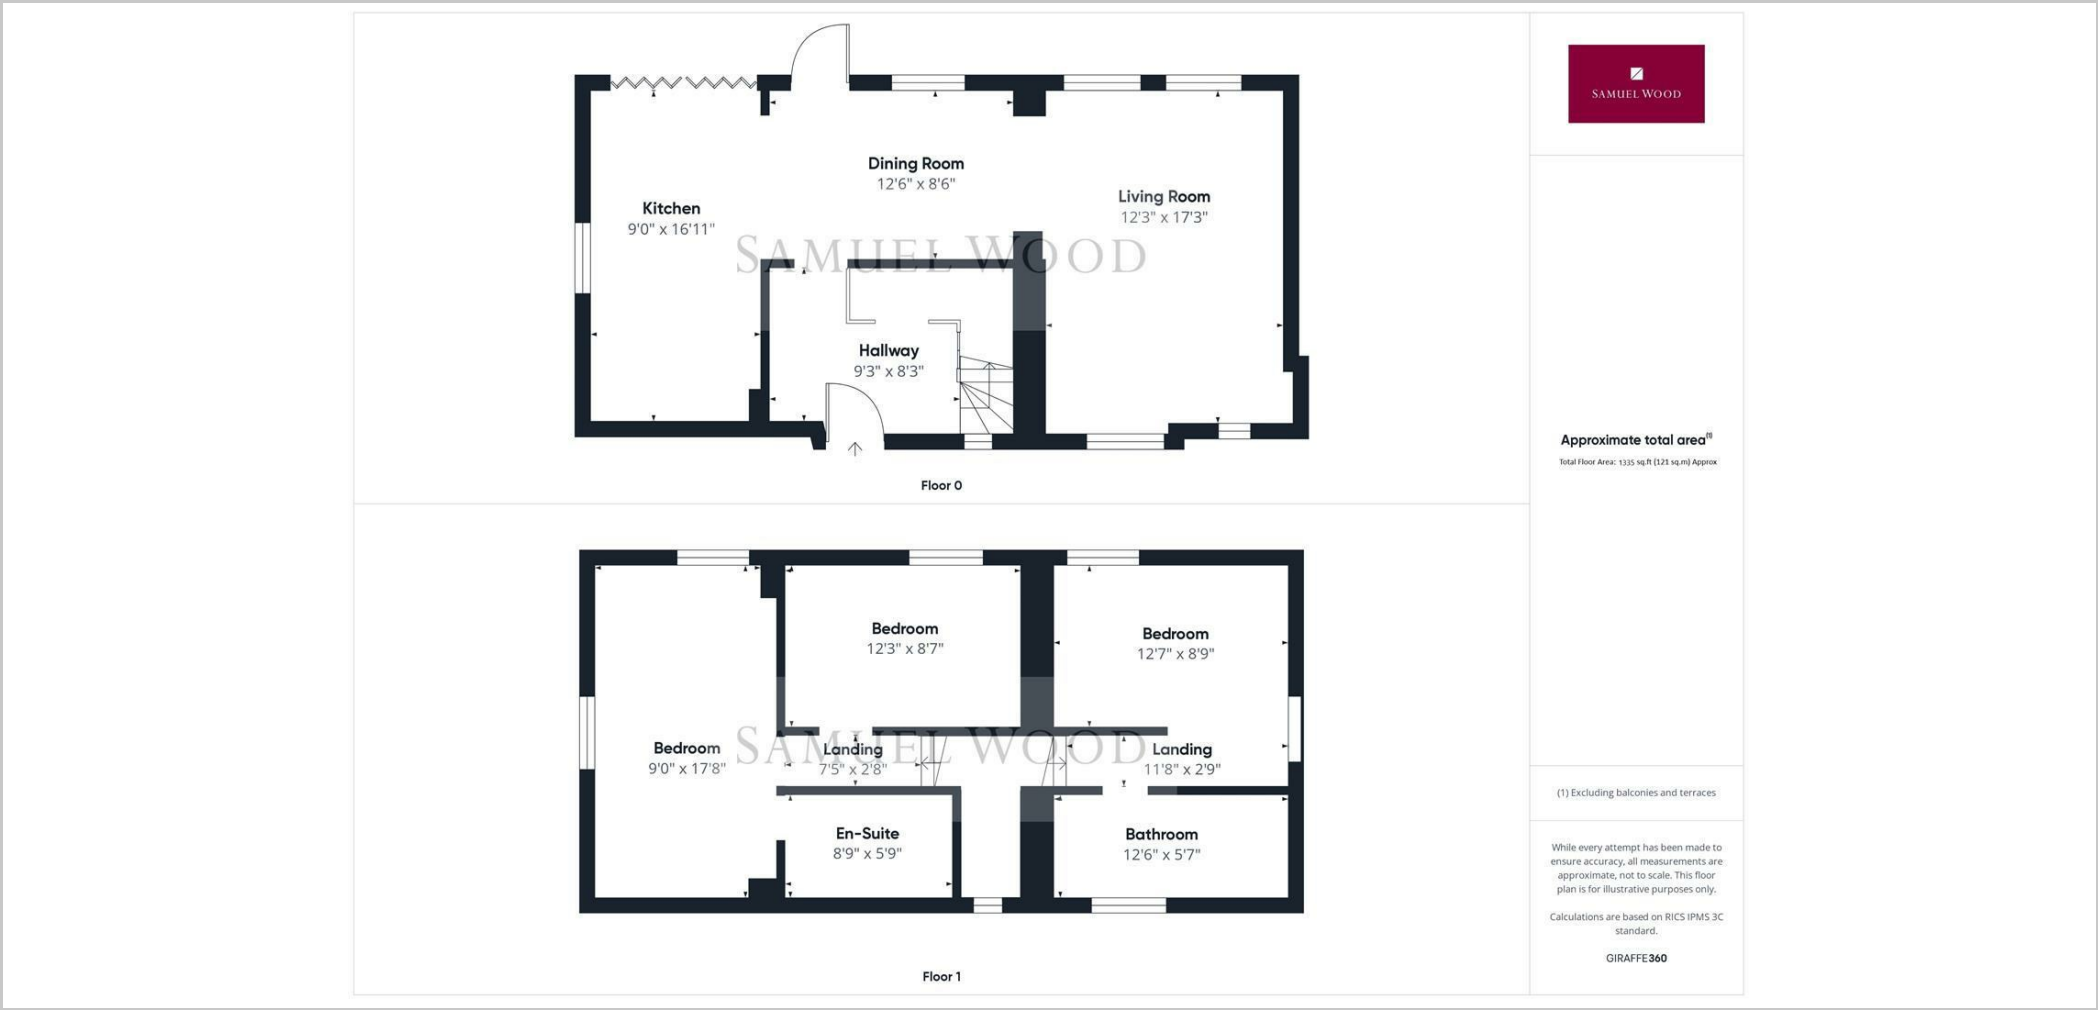 SAMUEL WOOD
Dining Room
12'6" x 8'6"
Kitchen
9'0" x 16'11"
Living Room
12'3" x 17'3"
SAMUEL WOOD
Hallway
9'3" x 8'3"
Floor 0
Approximate total area(1)
Total Floor Area: 1335 sq.ft (121 sq.m) Approx
Bedroom
12'3" x 8'7"
Bedroom
12'7" x 8'9"
SAMUEL WOOD
Bedroom
9'0" x 17'8"
Landing
7'5" x 2'8"
Landing
11'8" x 2'9"
En-Suite
8'9" x 5'9"
Bathroom
12'6" x 5'7"
Floor 1
(1) Excluding balconies and terraces
While every attempt has been made to
ensure accuracy, all measurements are
approximate, not to scale. This floor
plan is for illustrative purposes only.
Calculations are based on RICS IPMS 3C
standard.
GIRAFFE360